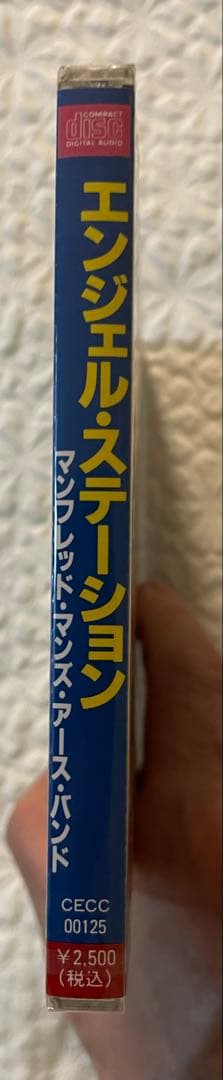 COMPACT
disc
DIGITAL AUDIO
エンジェル・ステーション
マンフレッド・マンズ・アース・バンド
CECC
00125
￥2,500
(税込)